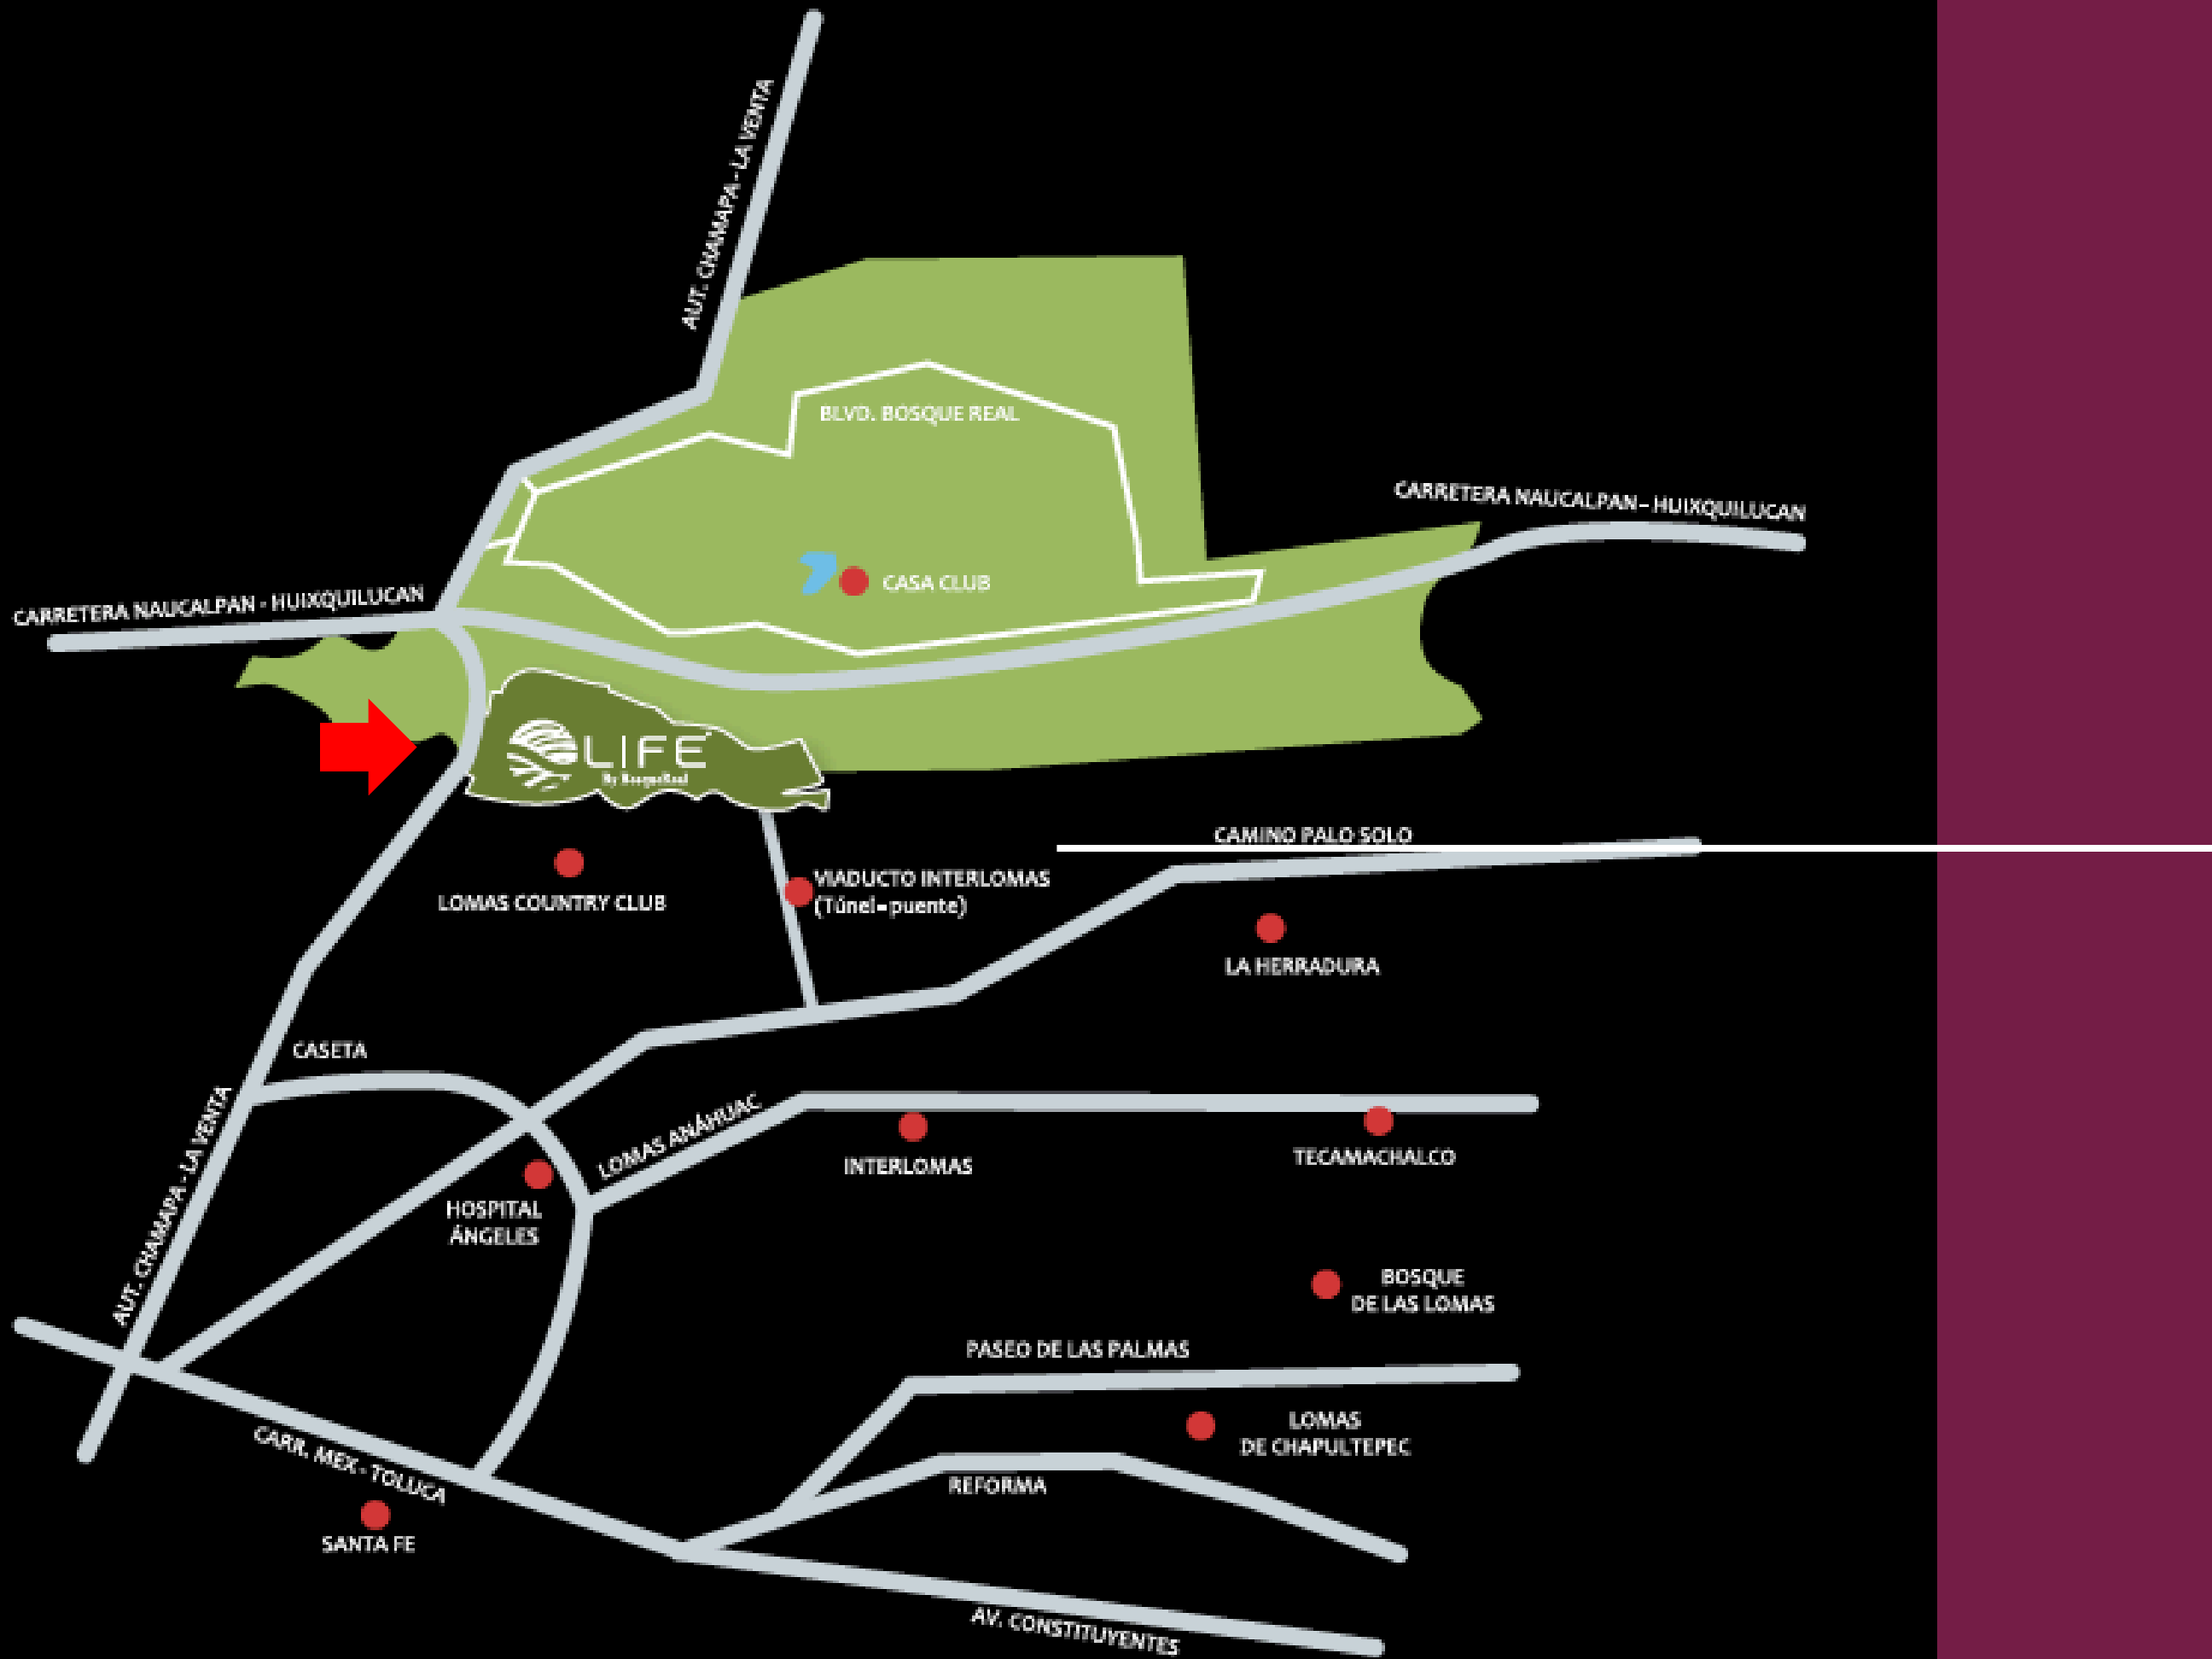 AUT. CHAMAPA - LA VENTA
BLVD. BOSQUE REAL
CARRETERA NAUCALPAN - HUIXQUILUCAN
CASA CLUB
CARRETERA NAUCALPAN - HUIXQUILUCAN
LIFE
By BosqueReal
CAMINO PALO SOLO
LOMAS COUNTRY CLUB
VIADUCTO INTERLOMAS
(Túnel-puente)
LA HERRADURA
CASETA
AUT. CHAMAPA - LA VENTA
LOMAS ANÁHUAC
INTERLOMAS
TECAMACHALCO
HOSPITAL
ÁNGELES
BOSQUE
DE LAS LOMAS
PASEO DE LAS PALMAS
LOMAS
DE CHAPULTEPEC
CARR. MEX - TOLUCA
REFORMA
SANTA FE
AV. CONSTITUYENTES